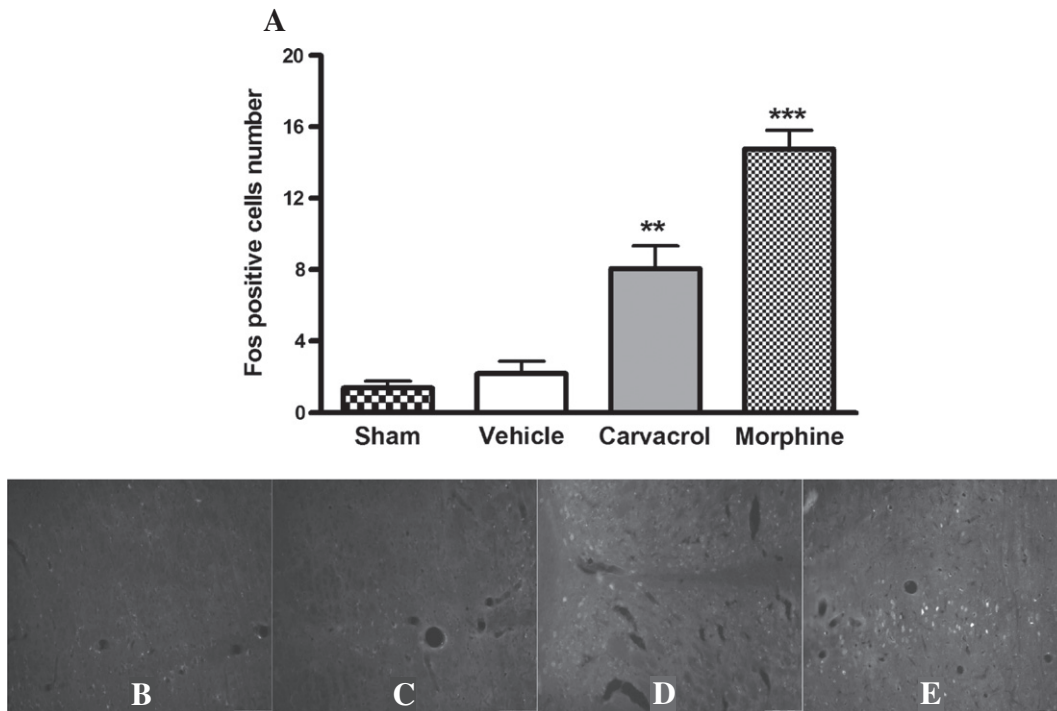 A
Fos positive cells number
20
16
12
8
4
0
**
***
Sham Vehicle Carvacrol Morphine
B C D E